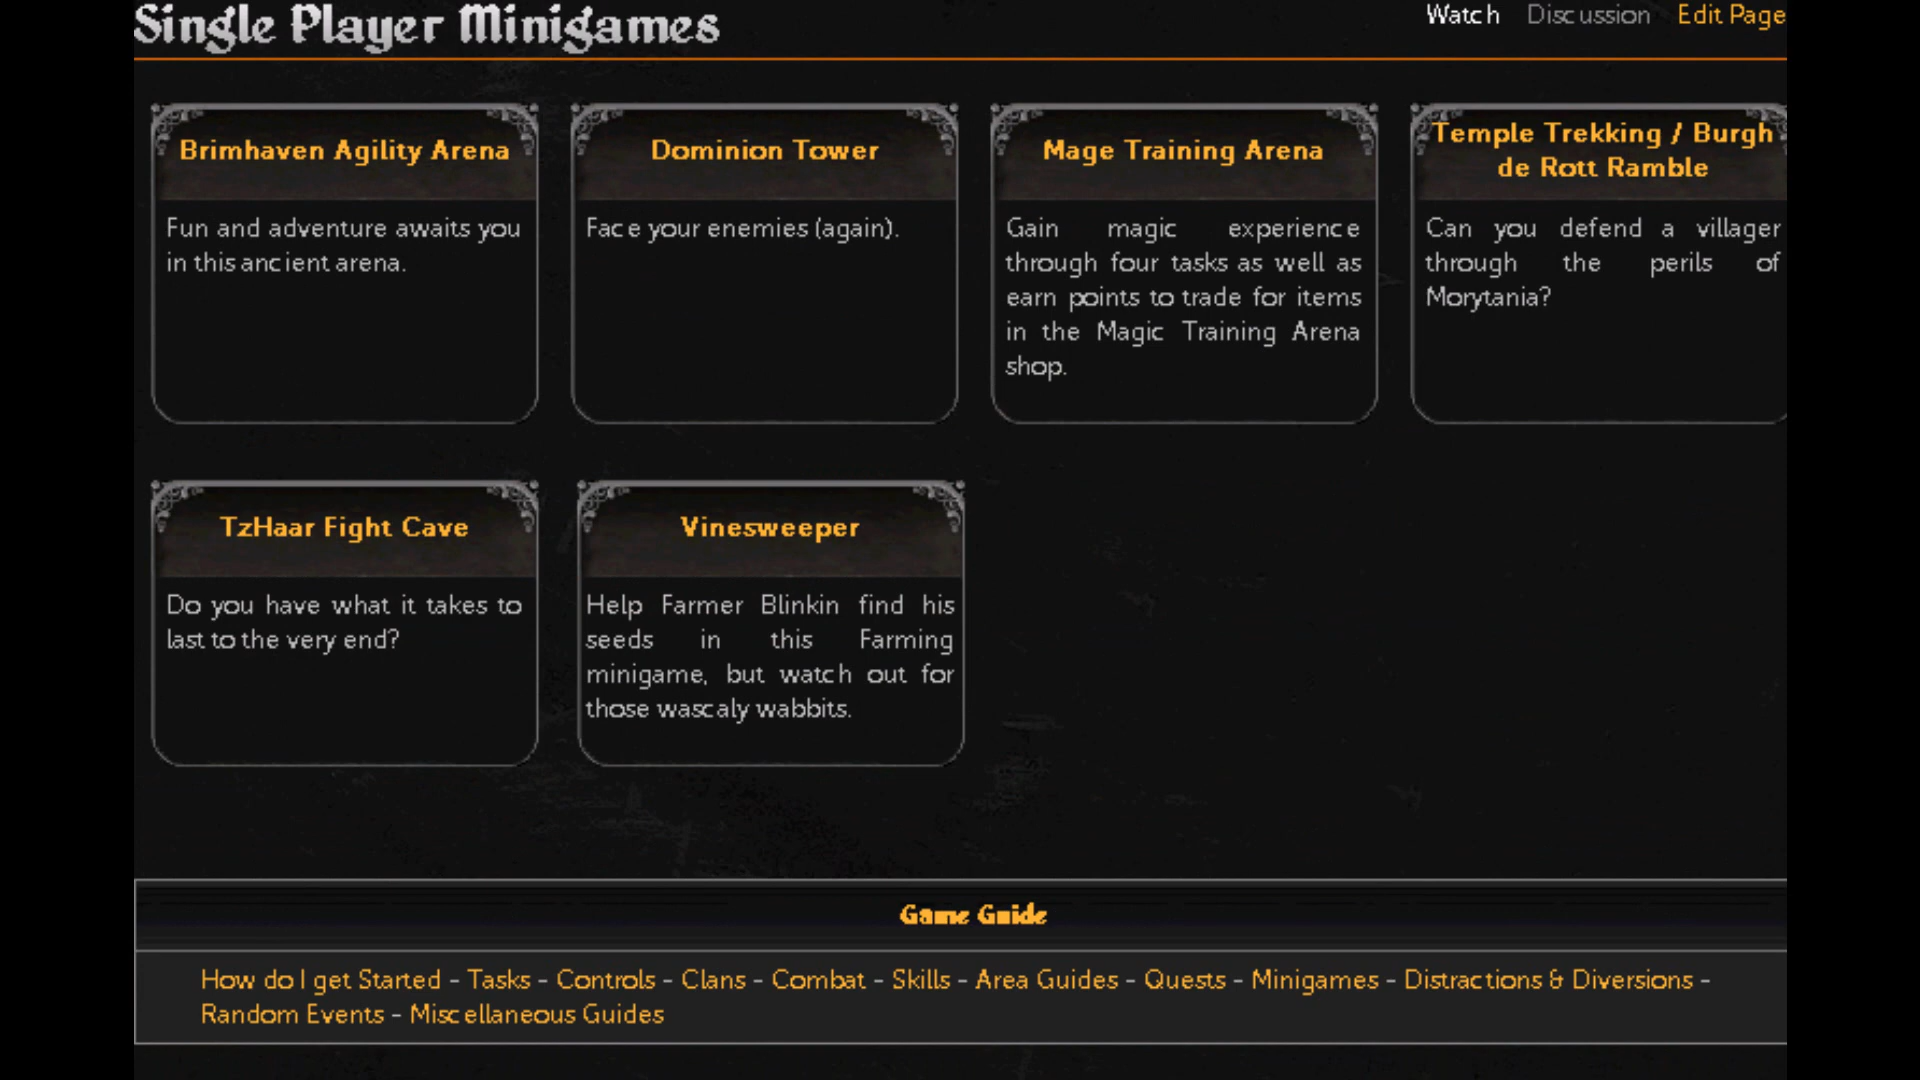 Single Player Minigames
Watch Discussion Edit Page
Brimhaven Agility Arena
Fun and adventure awaits you
in this ancient arena.
Dominion Tower
Face your enemies (again).
Mage Training Arena
Gain magic experience
through four tasks as well as
earn points to trade for items
in the Magic Training Arena
shop.
Temple Trekking / Burgh
de Rott Ramble
Can you defend a villager
through the perils of
Morytania?
TzHaar Fight Cave
Do you have what it takes to
last to the very end?
Vinesweeper
Help Farmer Blinkin find his
seeds in this Farming
minigame, but watch out for
those wascaly wabbits.
Game Guide
How do I get Started - Tasks - Controls - Clans - Combat - Skills - Area Guides - Quests - Minigames - Distractions & Diversions -
Random Events - Miscellaneous Guides